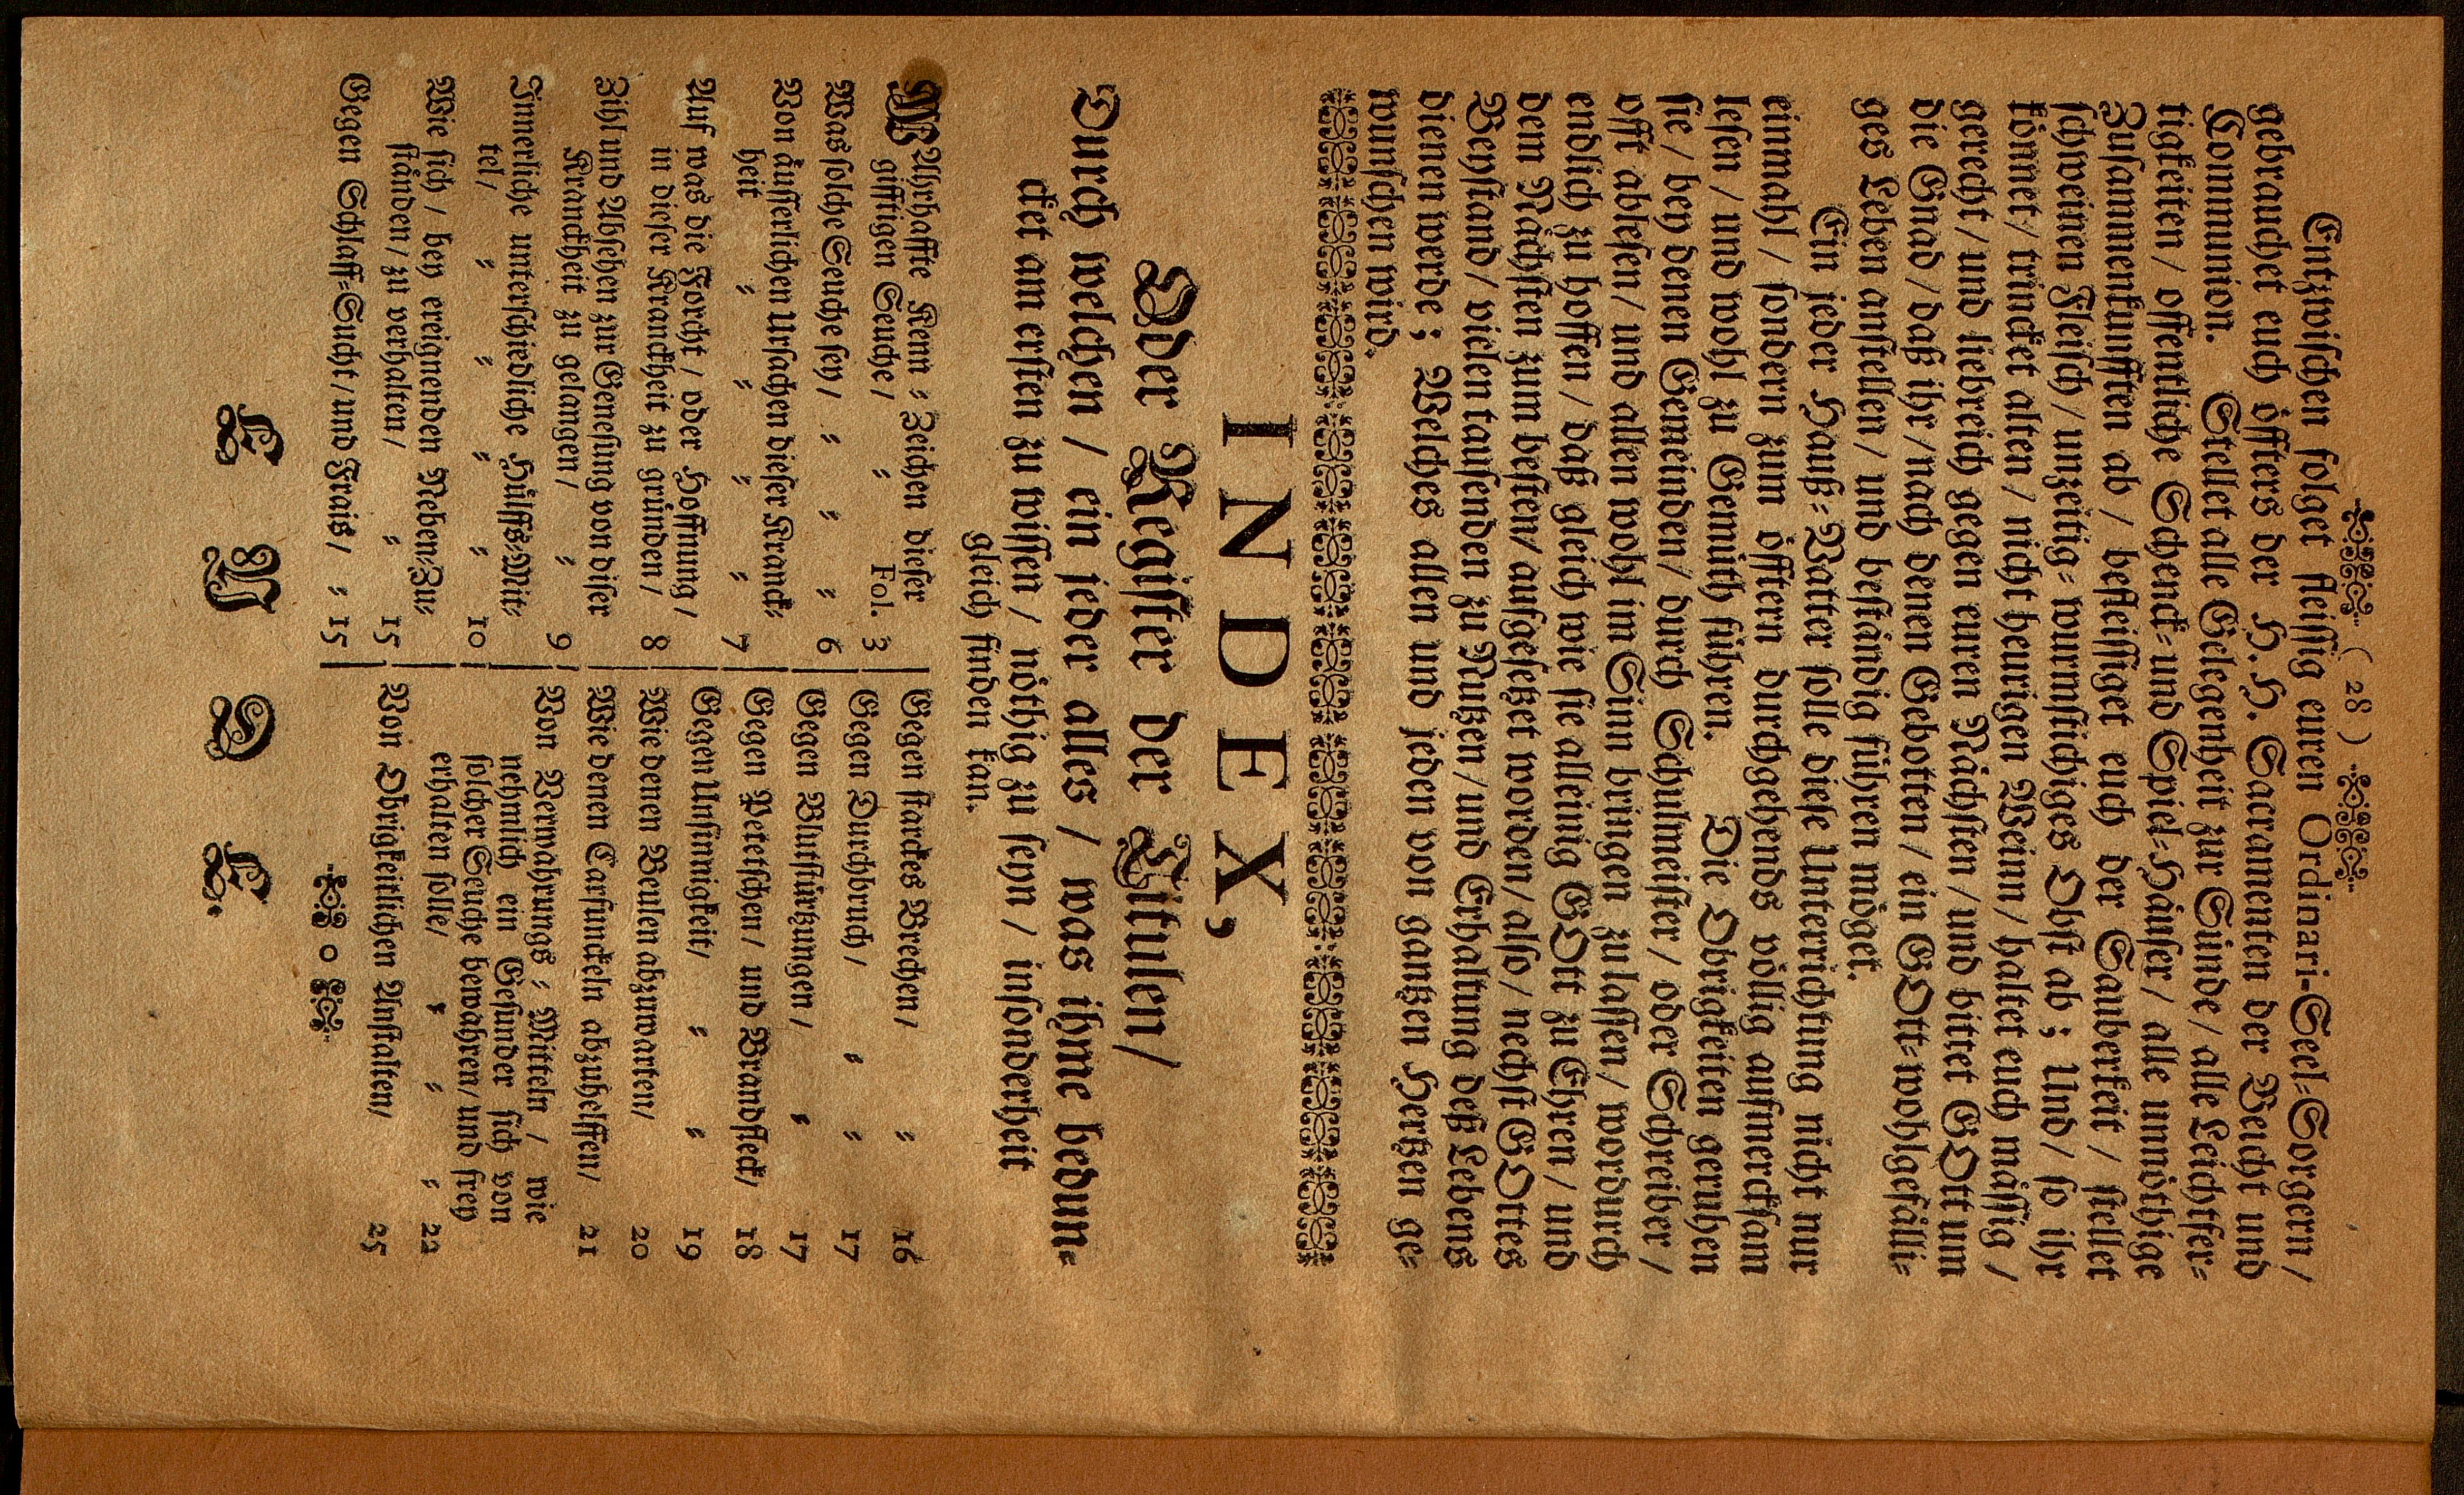 ( 28 )
Entzwischen folget fleissig euren Ordinari-Seel-Sorgern /
gebrauchet euch öffters der H. H. Sacramenten der Beicht und
Communion. Stellet alle Gelegenheit zur Sünde / alle Leichtfer-
tigkeiten / offentliche Schenck- und Spiel-Häuser / alle unnöthige
Zusammenkunfften ab / befleissiget euch der Sauberkeit / stellet
schweinen Fleisch / unzeitig- wurmstichiges Obst ab ; Und / so ihr
könnet / trincket alten / nicht heurigen Weinn / haltet euch mässig /
gerecht / und liebreich gegen euren Nächsten / und bittet GOtt um
die Gnad / daß ihr / nach denen Gebotten / ein GOtt-wohlgefälli-
ges Leben anstellen / und beständig führen möget.
Ein jeder Hauß-Vatter solle diese Unterrichtung nicht nur
einmahl / sondern zum öfftern durchgehends völlig aufmercksam
lesen / und wohl zu Gemüth führen. Die Obrigkeiten geruhen
sie / bey denen Gemeinden / durch Schulmeister / oder Schreiber /
offt ablesen / und allen wohl im Sinn bringen zulassen / wordurch
endlich zu hoffen / daß gleich wie sie alleinig GOtt zu Ehren / und
dem Nächsten zum besten / aufgesetzet worden / also / nechst GOttes
Beystand / vielen tausenden zu Nutzen / und Erhaltung deß Lebens
dienen werde ; Welches allen und jeden von gantzen Hertzen ge-
wunschen wird.
INDEX,
Oder Register der Titulen /
Durch welchen / ein jeder alles / was ihme bedun-
cket am ersten zu wissen / nöthig zu seyn / insonderheit
gleich finden kan.
WAhrhaffte Kenn-Zeichen dieser
gifftigen Seuche / Fol. 3
Was solche Seuche sey / 6
Von äusserlichen Ursachen dieser Kranck-
heit 7
Auf was die Forcht / oder Hoffnung /
in dieser Kranckheit zu gründen / 8
Zihl und Absehen zur Genesung von diser
Kranckheit zu gelangen / 9
Innerliche unterschiedliche Hülffs-Mit-
tel / 10
Wie sich / bey ereignenden Neben-Zu-
ständen / zu verhalten / 15
Gegen Schlaff-Sucht / und Frais / 15
Gegen starckes Brechen / 16
Gegen Durchbruch / 17
Gegen Blutstürtzungen / 17
Gegen Petetschen / und Brandfleck / 18
Gegen Unsinnigkeit / 19
Wie denen Beulen abzuwarten / 20
Wie denen Carfunckeln abzuhelffen / 21
Von Verwahrungs-Mitteln / wie
nehmlich ein Gesunder sich von
solcher Seuche bewahren / und frey
erhalten solle / 22
Von Obrigkeitlichen Anstalten / 25
o
E N D E.